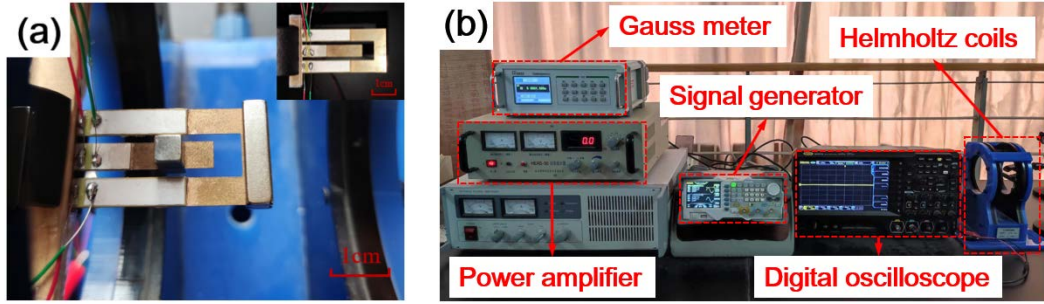 (a)
1cm
1cm
(b)
Gauss meter
Helmholtz coils
Signal generator
0.0
Power amplifier
Digital oscilloscope